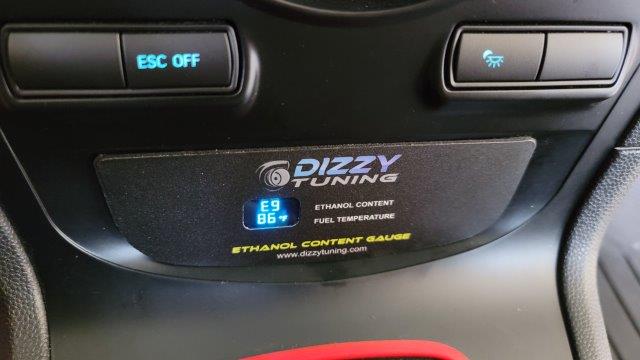 ESC OFF
DIZZY
TUNING
E9 ETHANOL CONTENT
86 °F FUEL TEMPERATURE
ETHANOL CONTENT GAUGE
www.dizzytuning.com